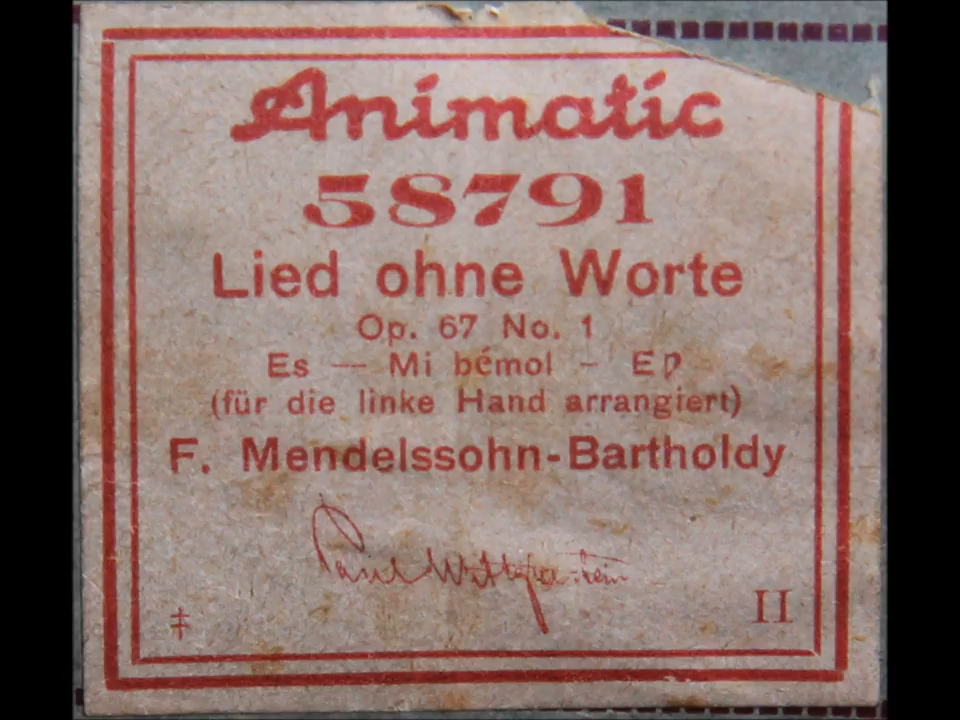 Animatic
58791
Lied ohne Worte
Op. 67 No. 1
Es — Mi bémol – E♭
(für die linke Hand arrangiert)
F. Mendelssohn-Bartholdy
Paul Wittgenstein
‡ II